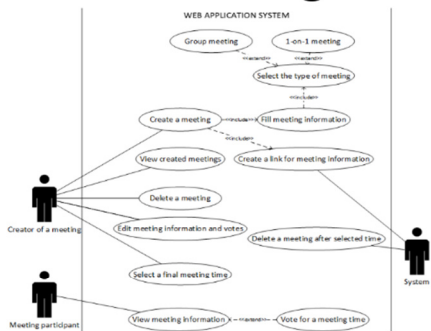 WEB APPLICATION SYSTEM
Group meeting
1-on-1 meeting
<<extend>>
<<extend>>
Select the type of meeting
<<include>>
Create a meeting
<<include>>
Fill meeting information
<<include>>
View created meetings
Create a link for meeting information
Delete a meeting
Creator of a meeting
Edit meeting information and votes
Delete a meeting after selected time
Select a final meeting time
System
View meeting information
<<extend>>
Vote for a meeting time
Meeting participant